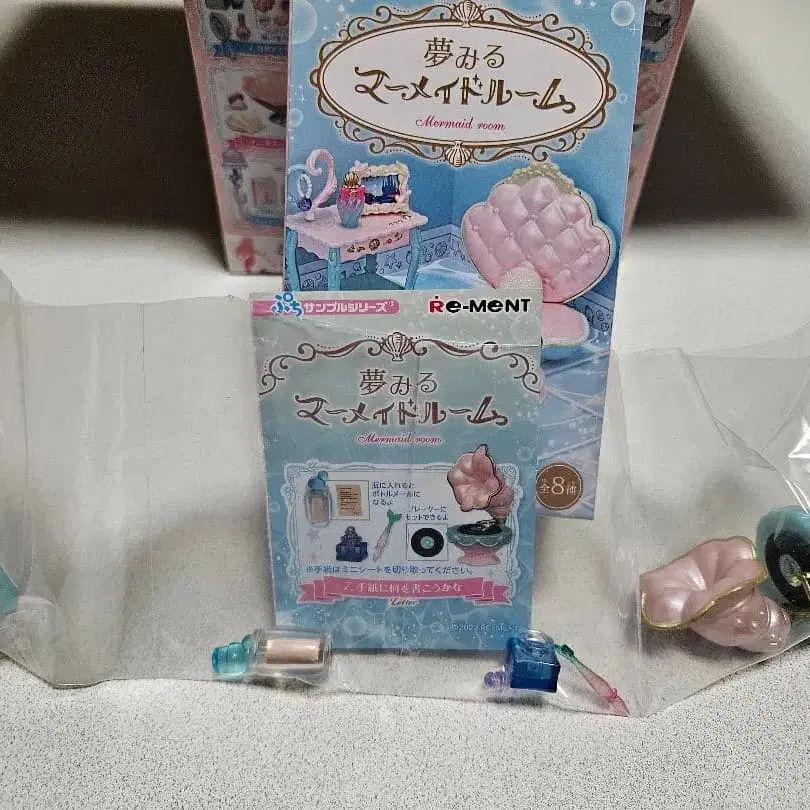 夢みる
マーメイドルーム
Mermaid room
全8種
ぷちサンプルシリーズ
Re-MeNT
夢みる
マーメイドルーム
Mermaid room
瓶に入れると
ボトルメールに
なるよ
プレーヤーに
セットできるよ
※手紙はミニシートを切り取ってください。
2.手紙に何を書こうかな
Letter
©2022 RE-MENT